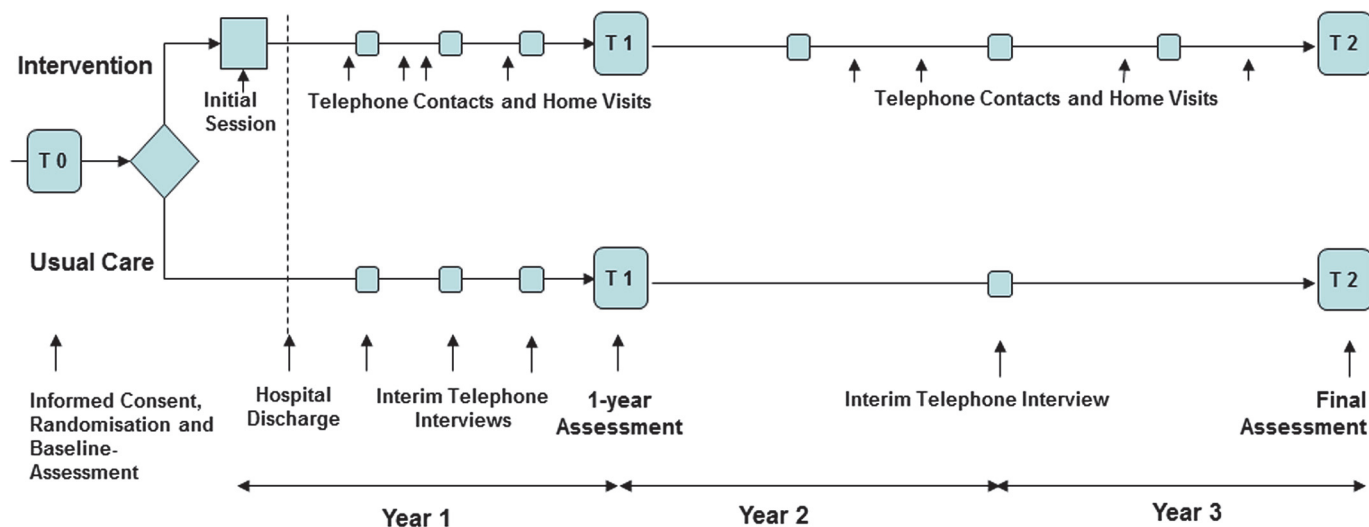 Intervention
T 1
T 2
Initial
Session
Telephone Contacts and Home Visits
Telephone Contacts and Home Visits
T 0
Usual Care
T 1
T 2
Informed Consent,
Randomisation and
Baseline-
Assessment
Hospital
Discharge
Interim Telephone
Interviews
1-year
Assessment
Interim Telephone Interview
Final
Assessment
Year 1
Year 2
Year 3